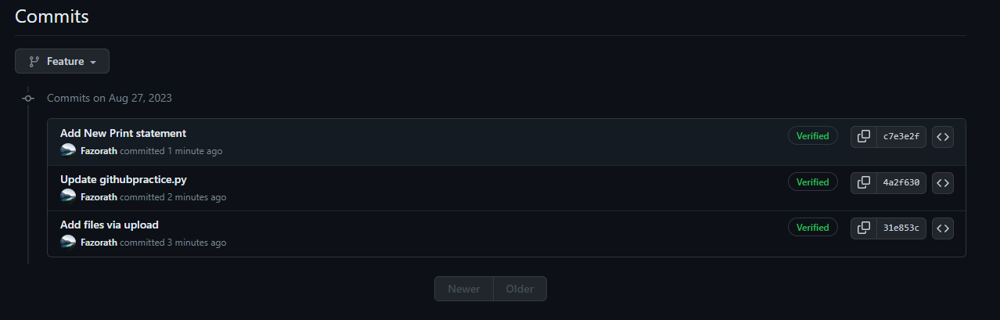 Commits
Feature
Commits on Aug 27, 2023
Add New Print statement
Fazorath committed 1 minute ago
Verified
c7e3e2f
Update githubpractice.py
Fazorath committed 2 minutes ago
Verified
4a2f630
Add files via upload
Fazorath committed 3 minutes ago
Verified
31e853c
Newer
Older